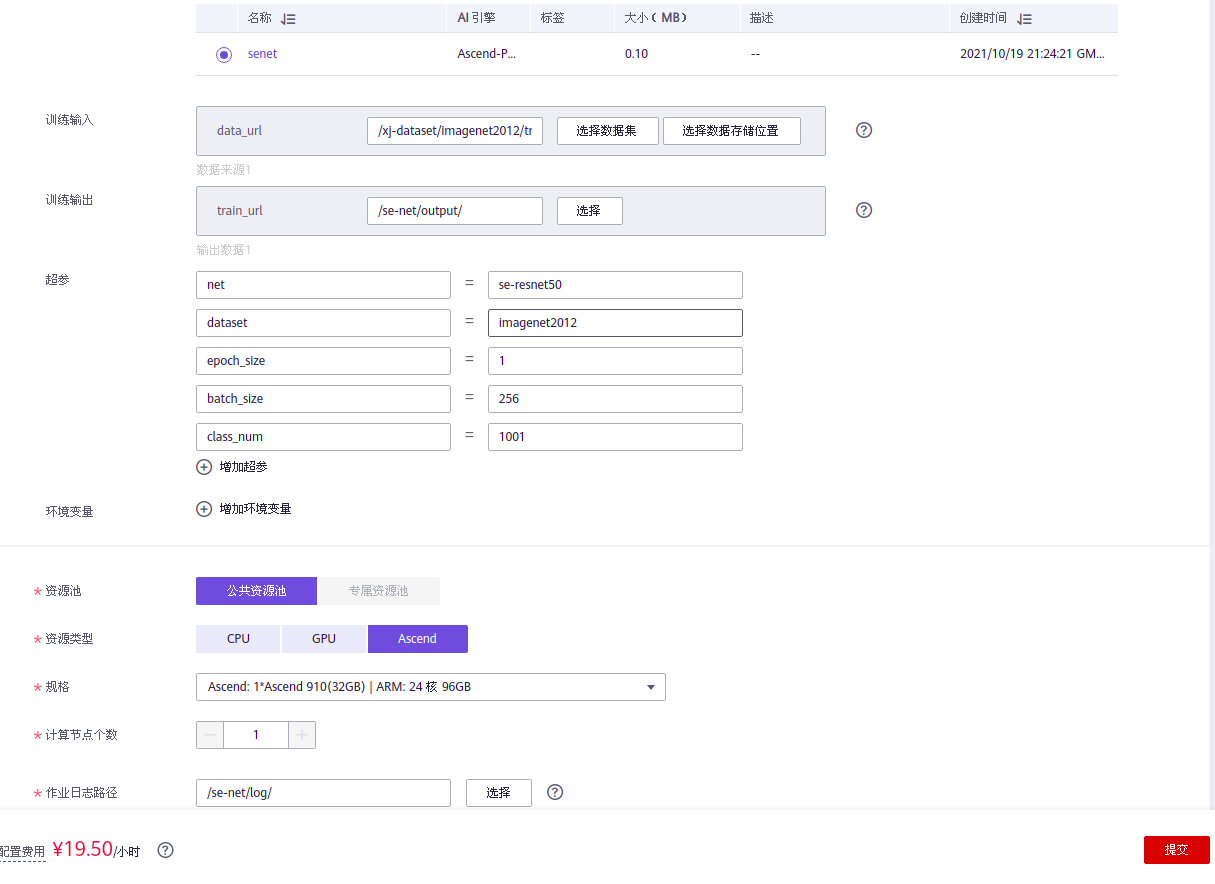 名称 AI 引擎 标签 大小 ( MB ) 描述 创建时间
senet Ascend-P... 0.10 -- 2021/10/19 21:24:21 GM...
训练输入 data_url /xj-dataset/imagenet2012/tr 选择数据集 选择数据存储位置
数据来源1
训练输出 train_url /se-net/output/ 选择
输出数据1
超参 net = se-resnet50
dataset = imagenet2012
epoch_size = 1
batch_size = 256
class_num = 1001
增加超参
环境变量 增加环境变量
* 资源池 公共资源池 专属资源池
* 资源类型 CPU GPU Ascend
* 规格 Ascend: 1*Ascend 910(32GB) | ARM: 24 核 96GB
* 计算节点个数 1
* 作业日志路径 /se-net/log/ 选择
配置费用 ¥19.50/小时 提交